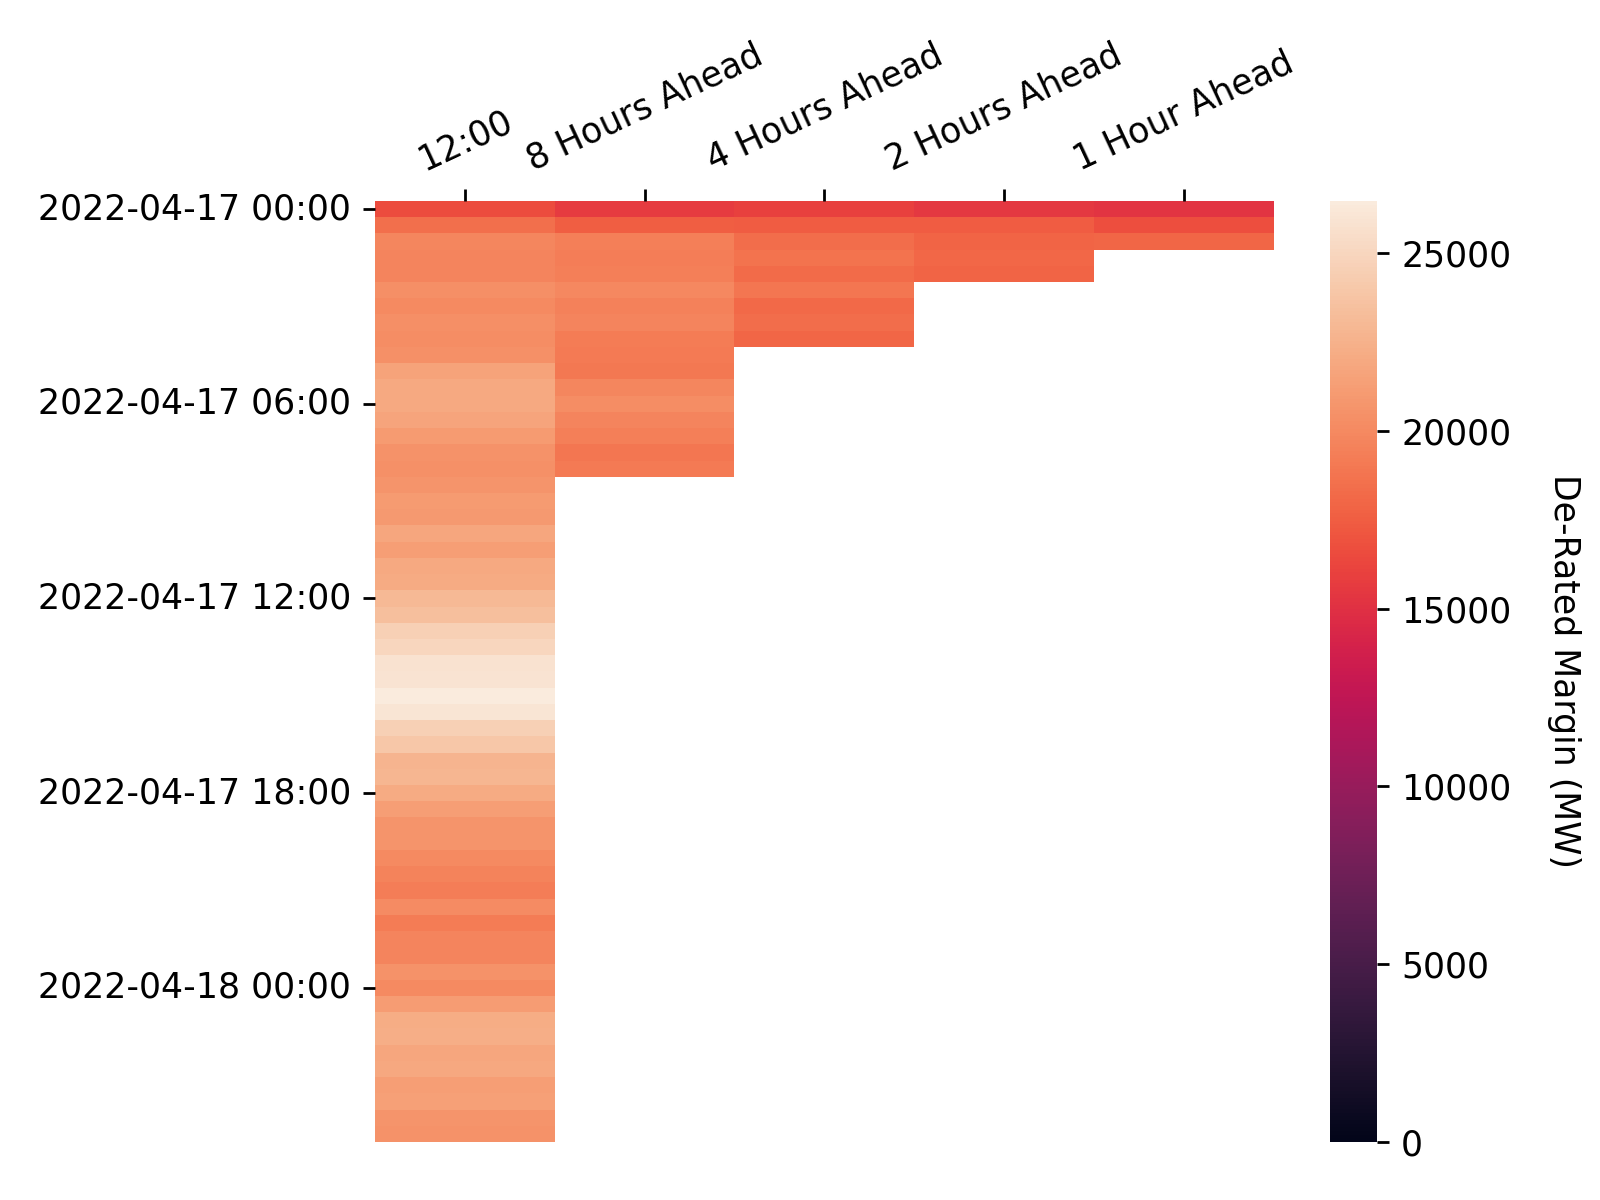 12:00
8 Hours Ahead
4 Hours Ahead
2 Hours Ahead
1 Hour Ahead
2022-04-17 00:00
2022-04-17 06:00
2022-04-17 12:00
2022-04-17 18:00
2022-04-18 00:00
25000
20000
15000
10000
5000
0
De-Rated Margin (MW)